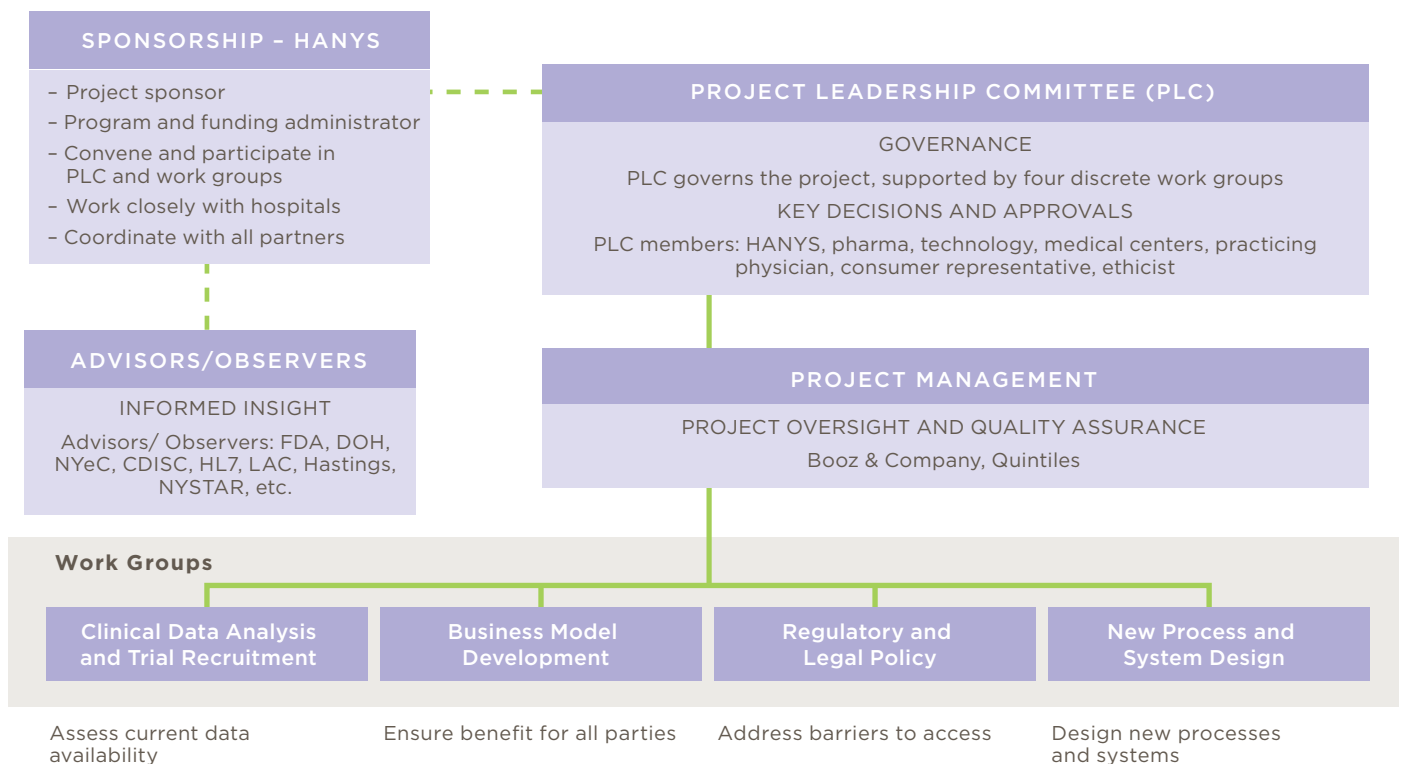 SPONSORSHIP – HANYS
– Project sponsor
– Program and funding administrator
– Convene and participate in
PLC and work groups
– Work closely with hospitals
– Coordinate with all partners
PROJECT LEADERSHIP COMMITTEE (PLC)
GOVERNANCE
PLC governs the project, supported by four discrete work groups
KEY DECISIONS AND APPROVALS
PLC members: HANYS, pharma, technology, medical centers, practicing
physician, consumer representative, ethicist
ADVISORS/OBSERVERS
INFORMED INSIGHT
Advisors/ Observers: FDA, DOH,
NYeC, CDISC, HL7, LAC, Hastings,
NYSTAR, etc.
PROJECT MANAGEMENT
PROJECT OVERSIGHT AND QUALITY ASSURANCE
Booz & Company, Quintiles
Work Groups
Clinical Data Analysis
and Trial Recruitment
Business Model
Development
Regulatory and
Legal Policy
New Process and
System Design
Assess current data
availability
Ensure benefit for all parties
Address barriers to access
Design new processes
and systems